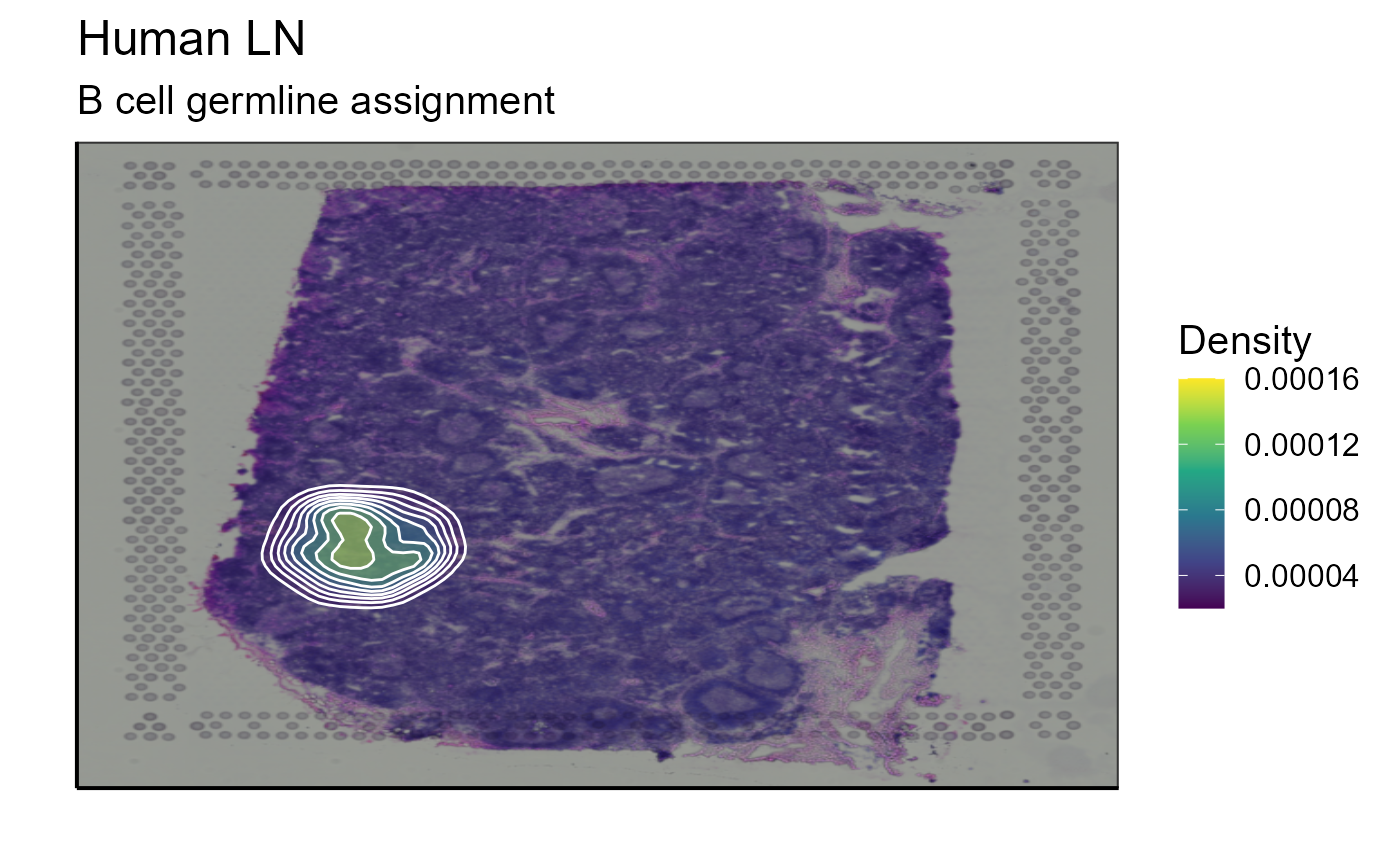 Human LN
B cell germline assignment
Density
0.00016
0.00012
0.00008
0.00004